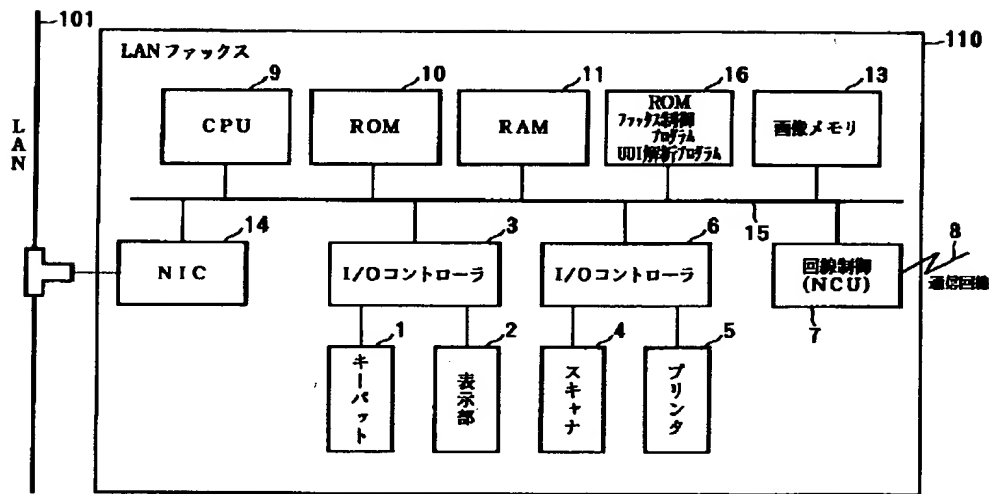 101
110
LANファックス
9
10
11
16
13
CPU
ROM
RAM
ROM
ファックス制御
プログラム
UUI解析プログラム
画像メモリ
LAN
14
3
6
15
8
NIC
I/Oコントローラ
I/Oコントローラ
回線制御
(NCU)
通信回線
7
1
2
4
5
キーパット
表示部
スキャナ
プリンタ